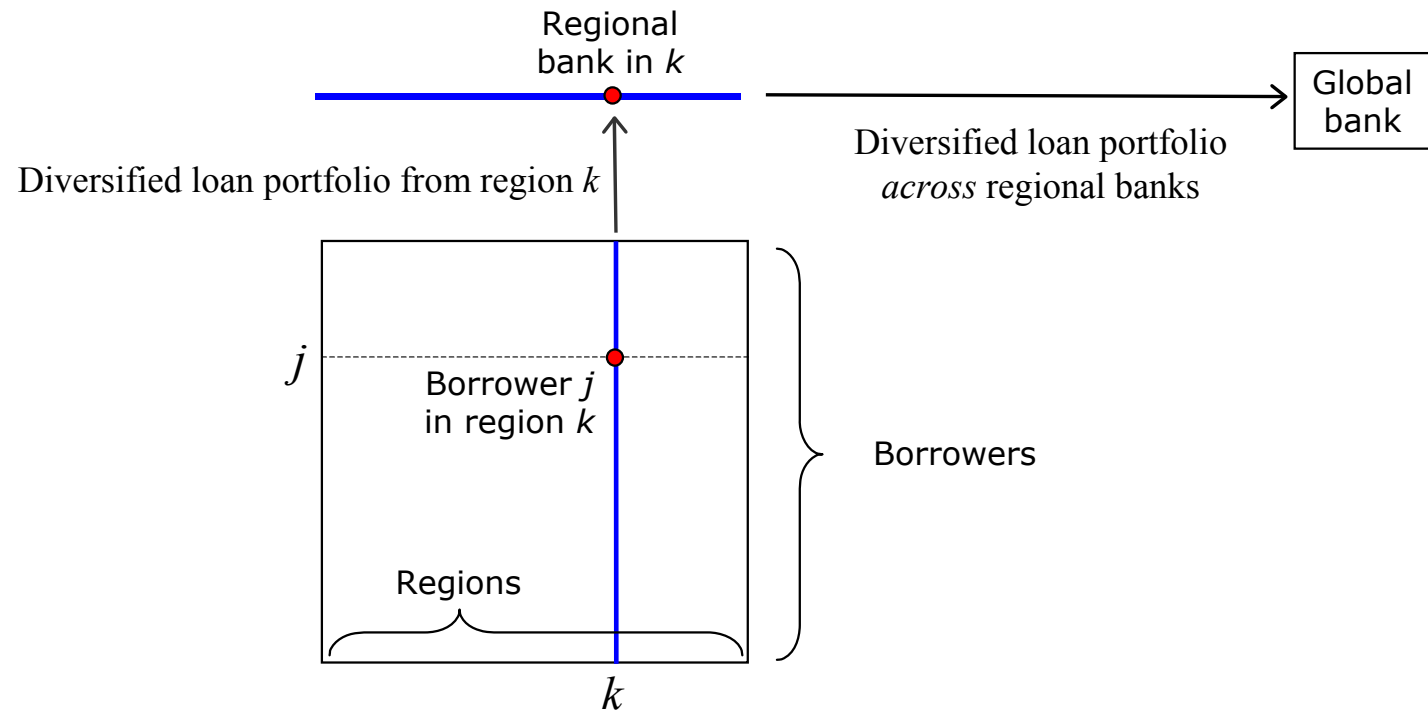 Regional
bank in k
Global
bank
Diversified loan portfolio from region k
Diversified loan portfolio
across regional banks
j
Borrower j
in region k
Borrowers
Regions
k